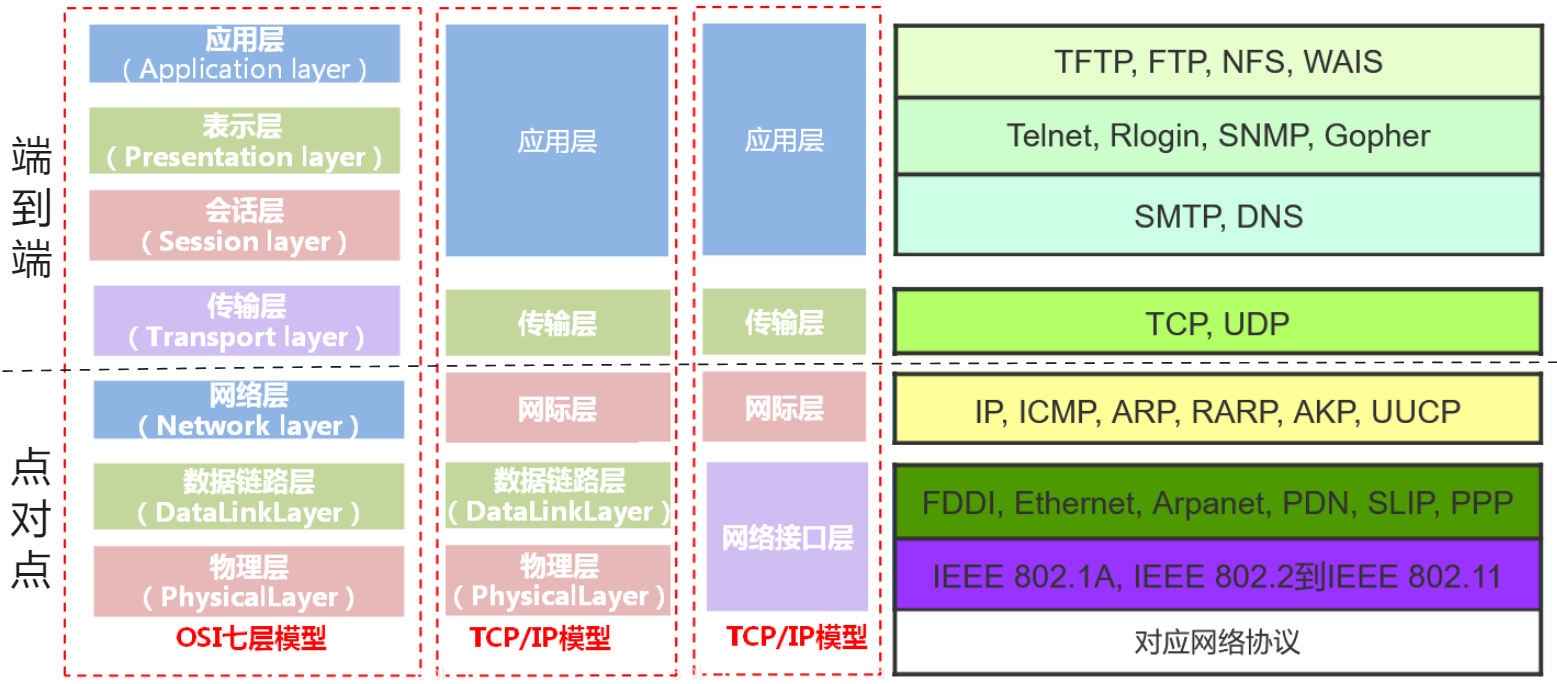 端到端
点对点
应用层
（Application layer）
表示层
（Presentation layer）
会话层
（Session layer）
传输层
（Transport layer）
网络层
（Network layer）
数据链路层
（DataLinkLayer）
物理层
（PhysicalLayer）
OSI七层模型
应用层
传输层
网际层
数据链路层
（DataLinkLayer）
物理层
（PhysicalLayer）
TCP/IP模型
应用层
传输层
网际层
网络接口层
TCP/IP模型
TFTP, FTP, NFS, WAIS
Telnet, Rlogin, SNMP, Gopher
SMTP, DNS
TCP, UDP
IP, ICMP, ARP, RARP, AKP, UUCP
FDDI, Ethernet, Arpanet, PDN, SLIP, PPP
IEEE 802.1A, IEEE 802.2到IEEE 802.11
对应网络协议